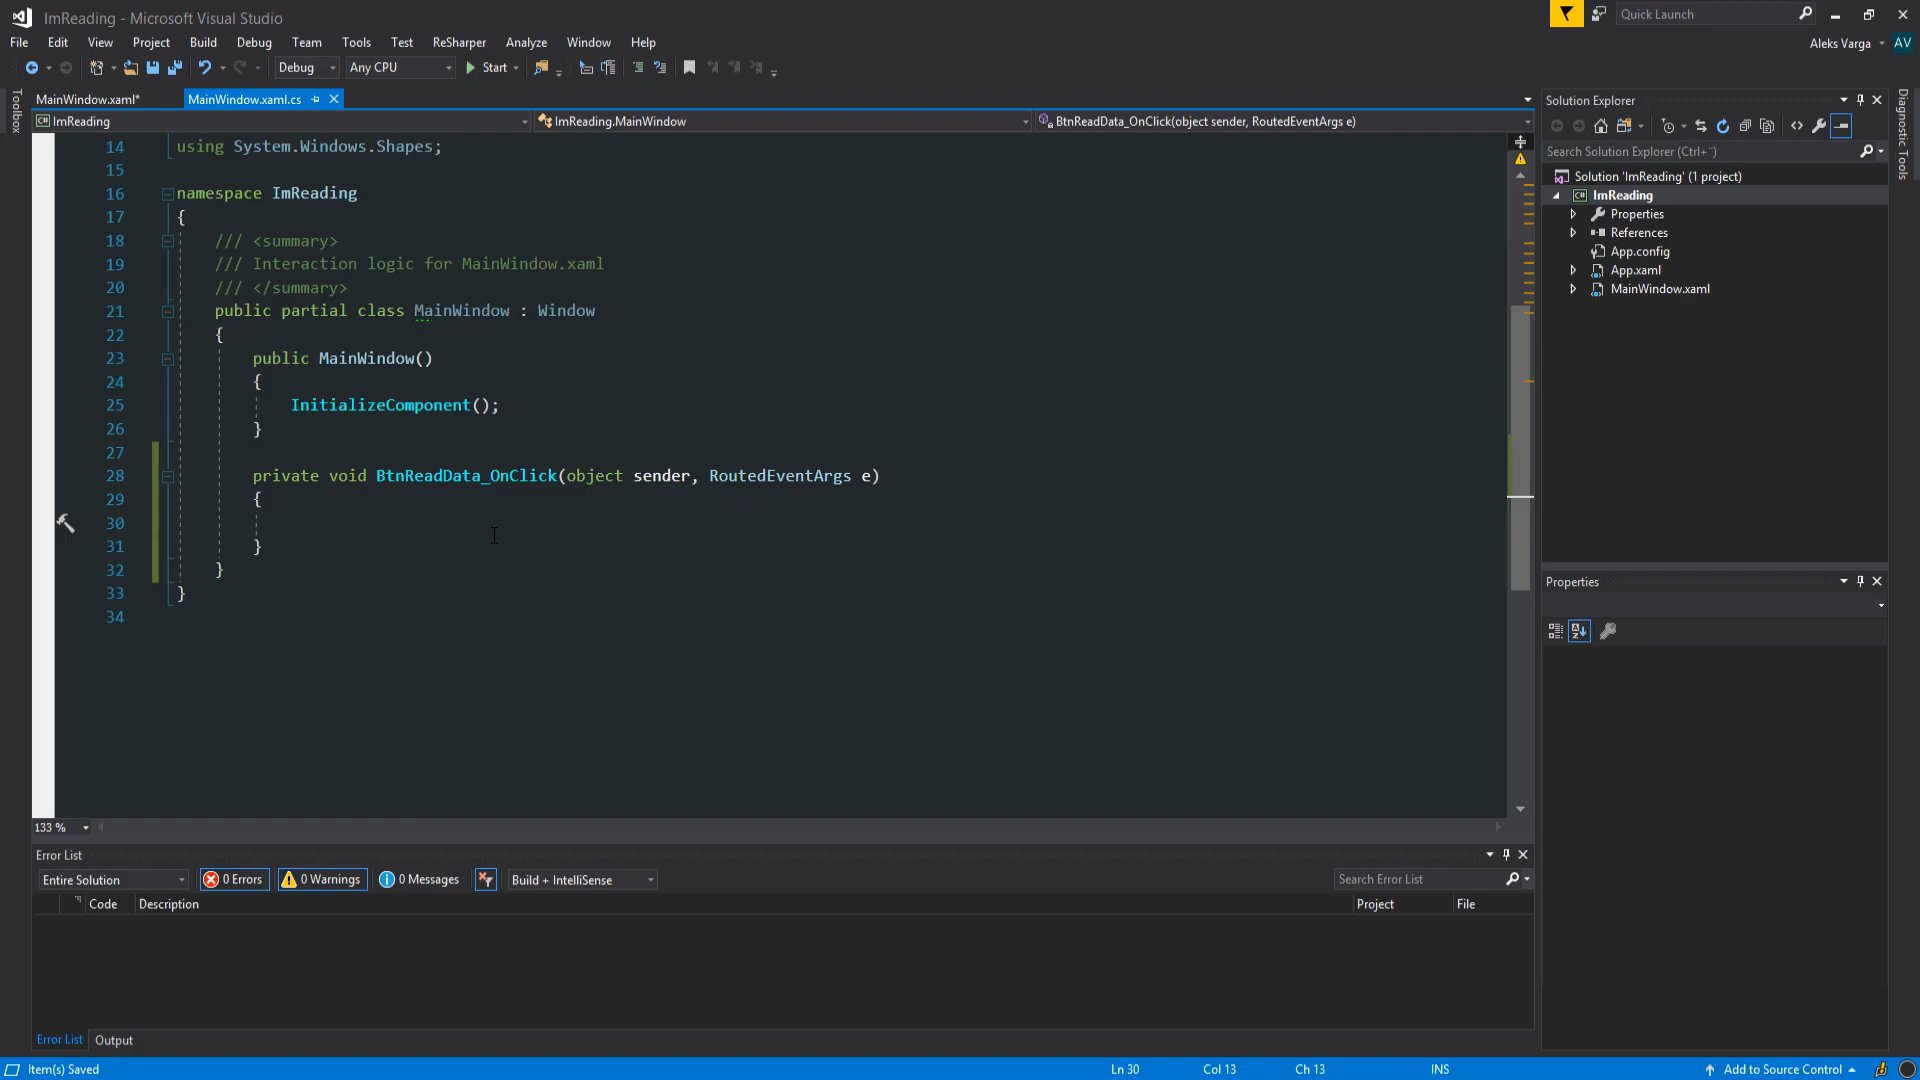 ImReading - Microsoft Visual Studio
Quick Launch
File Edit View Project Build Debug Team Tools Test ReSharper Analyze Window Help
Aleks Varga AV
Debug Any CPU Start
Toolbox
MainWindow.xaml* MainWindow.xaml.cs
ImReading ImReading.MainWindow BtnReadData_OnClick(object sender, RoutedEventArgs e)
14 using System.Windows.Shapes;
15
16 namespace ImReading
17 {
18 /// <summary>
19 /// Interaction logic for MainWindow.xaml
20 /// </summary>
21 public partial class MainWindow : Window
22 {
23 public MainWindow()
24 {
25 InitializeComponent();
26 }
27
28 private void BtnReadData_OnClick(object sender, RoutedEventArgs e)
29 {
30
31 }
32 }
33 }
34
133 %
Solution Explorer
Search Solution Explorer (Ctrl+¨)
Solution 'ImReading' (1 project)
ImReading
Properties
References
App.config
App.xaml
MainWindow.xaml
Diagnostic Tools
Properties
Error List
Entire Solution 0 Errors 0 Warnings 0 Messages Build + IntelliSense Search Error List
Code Description Project File
Error List Output
Item(s) Saved Ln 30 Col 13 Ch 13 INS Add to Source Control